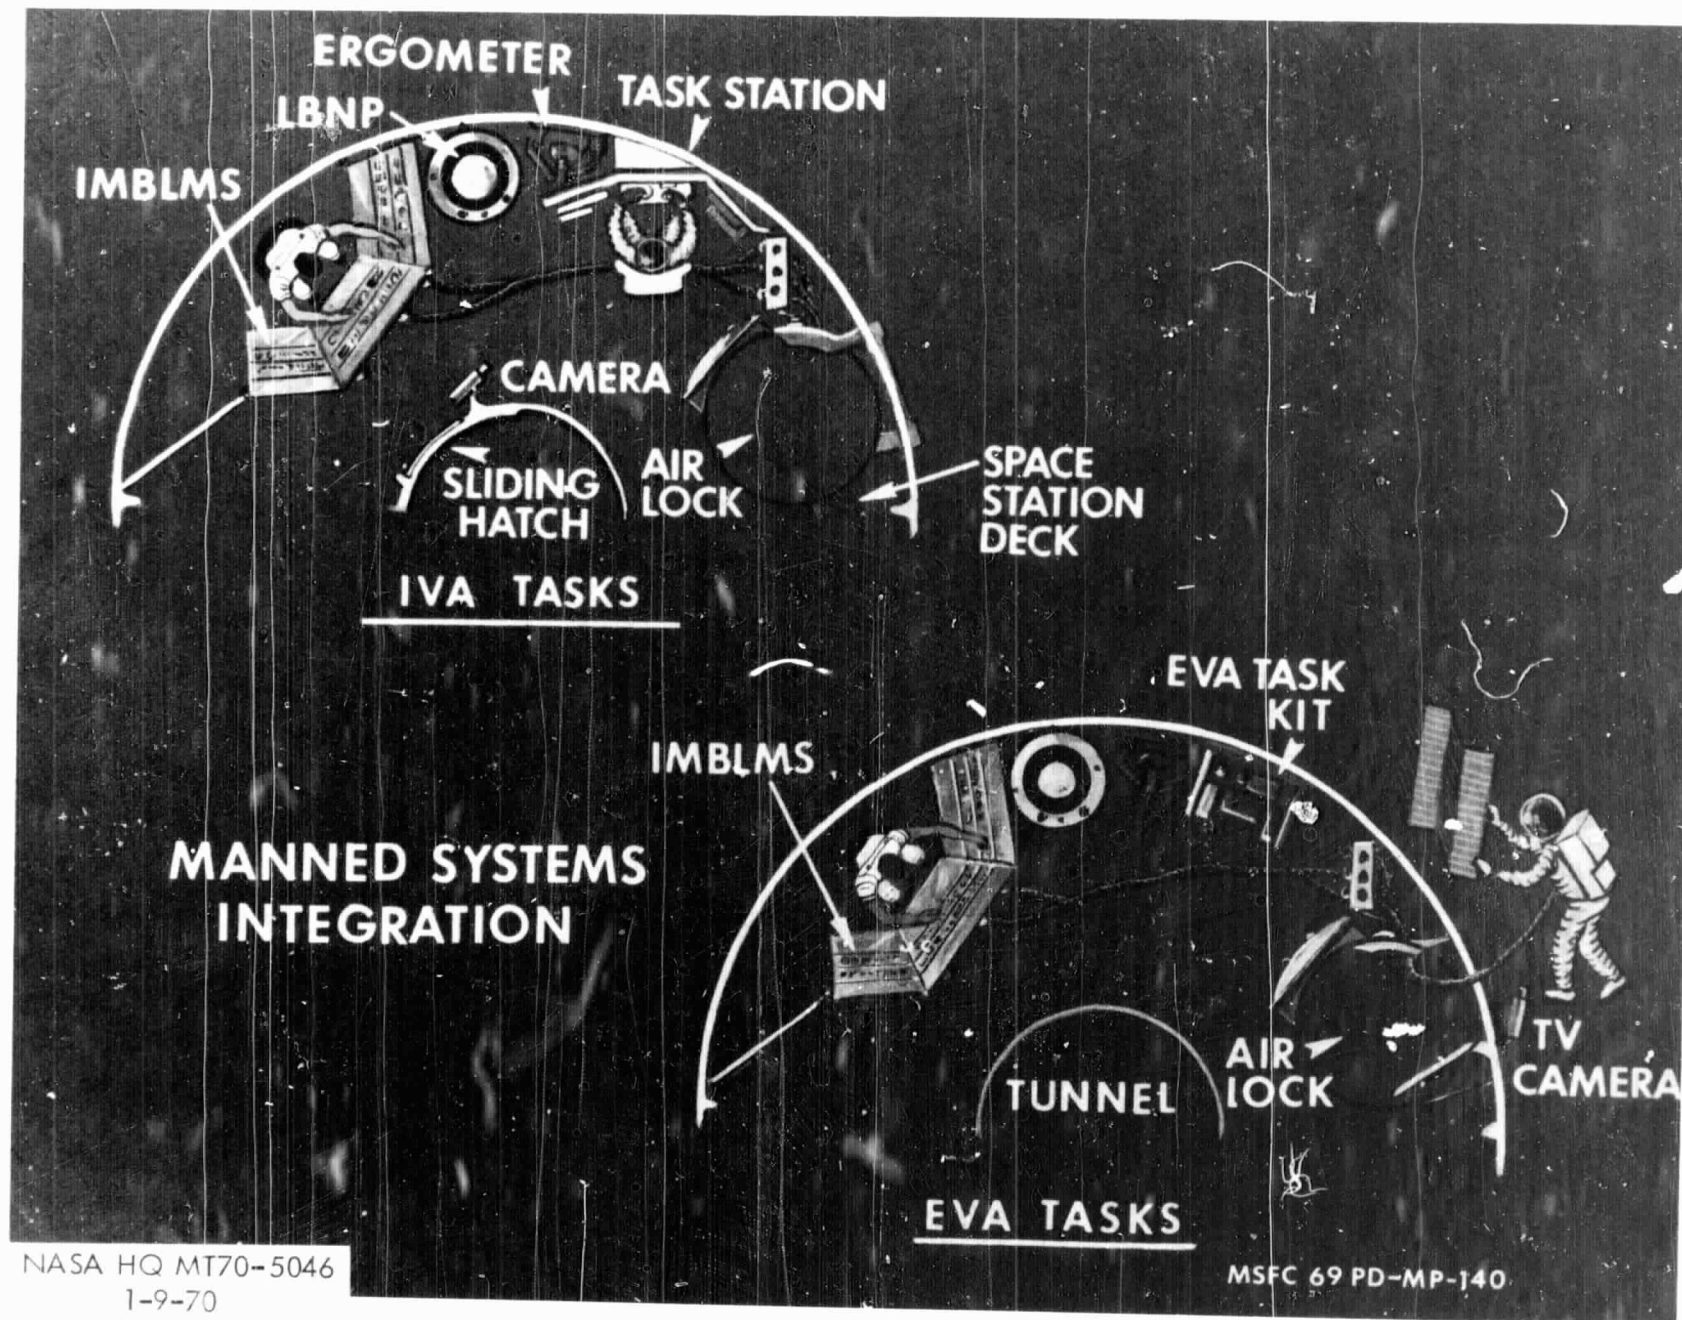 ERGOMETER
TASK STATION
LBNP
IMBLMS
CAMERA
SLIDING
HATCH
AIR
LOCK
SPACE
STATION
DECK
IVA TASKS
EVA TASK
KIT
IMBLMS
MANNED SYSTEMS
INTEGRATION
TUNNEL
AIR
LOCK
TV
CAMERA
EVA TASKS
NASA HQ MT70-5046
1-9-70
MSFC 69 PD-MP-140